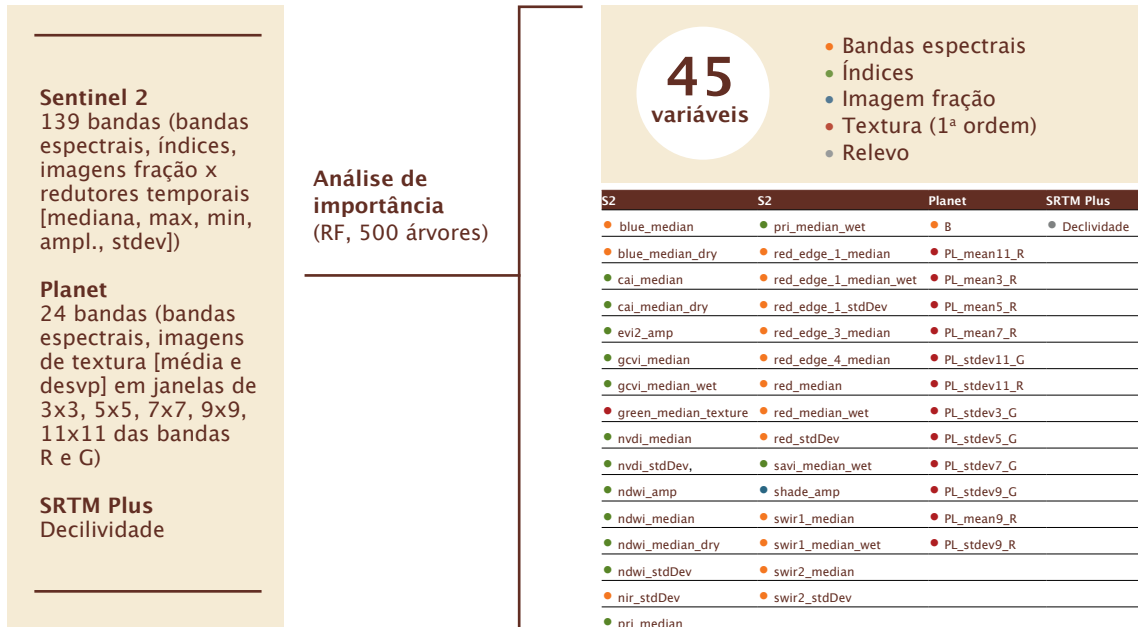 Sentinel 2
139 bandas (bandas
espectrais, índices,
imagens fração x
redutores temporais
[mediana, max, min,
ampl., stdev])
Planet
24 bandas (bandas
espectrais, imagens
de textura [média e
desvp] em janelas de
3x3, 5x5, 7x7, 9x9,
11x11 das bandas
R e G)
SRTM Plus
Decilividade
Análise de
importância
(RF, 500 árvores)
45
variáveis
• Bandas espectrais
• Índices
• Imagem fração
• Textura (1ª ordem)
• Relevo
S2 S2 Planet SRTM Plus
• blue_median • pri_median_wet • B • Declividade
• blue_median_dry • red_edge_1_median • PL_mean11_R
• cai_median • red_edge_1_median_wet • PL_mean3_R
• cai_median_dry • red_edge_1_stdDev • PL_mean5_R
• evi2_amp • red_edge_3_median • PL_mean7_R
• gcvi_median • red_edge_4_median • PL_stdev11_G
• gcvi_median_wet • red_median • PL_stdev11_R
• green_median_texture • red_median_wet • PL_stdev3_G
• nvdi_median • red_stdDev • PL_stdev5_G
• nvdi_stdDev, • savi_median_wet • PL_stdev7_G
• ndwi_amp • shade_amp • PL_stdev9_G
• ndwi_median • swir1_median • PL_mean9_R
• ndwi_median_dry • swir1_median_wet • PL_stdev9_R
• ndwi_stdDev • swir2_median
• nir_stdDev • swir2_stdDev
• pri_median